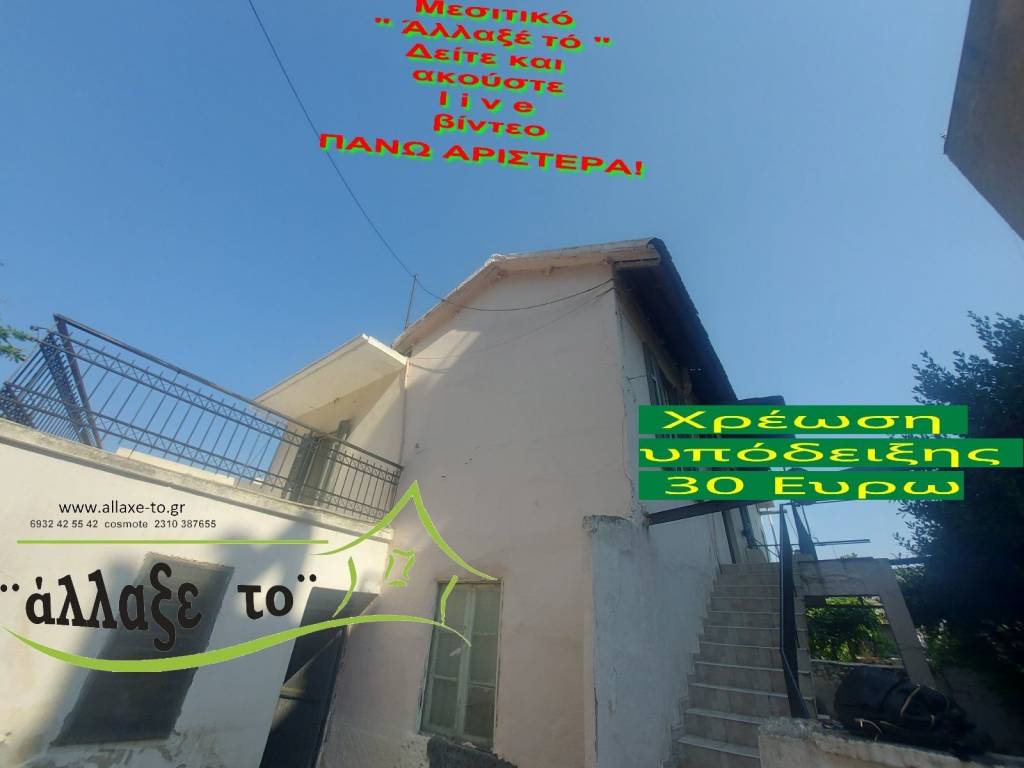 Μεσιτικό
" Άλλαξέ τό "
Δείτε και
ακούστε
l i v e
βίντεο
ΠΑΝΩ ΑΡΙΣΤΕΡΑ!
Χρέωση
υπόδειξης
30 Ευρω
www.allaxe-to.gr
6932 42 55 42 cosmote 2310 387655
¨άλλαξε το¨